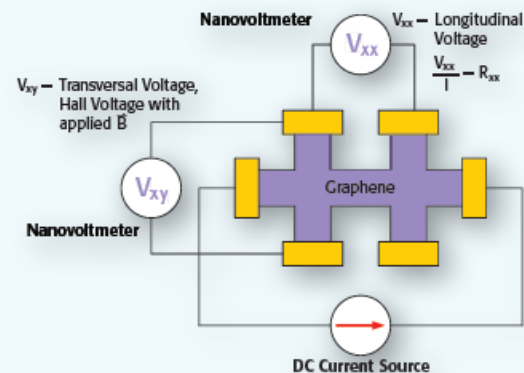 Nanovoltmeter
Vxx
Vxx – Longitudinal
Voltage
Vxx
I
– Rxx
Vxy – Transversal Voltage,
Hall Voltage with
applied B
Vxy
Nanovoltmeter
Graphene
DC Current Source